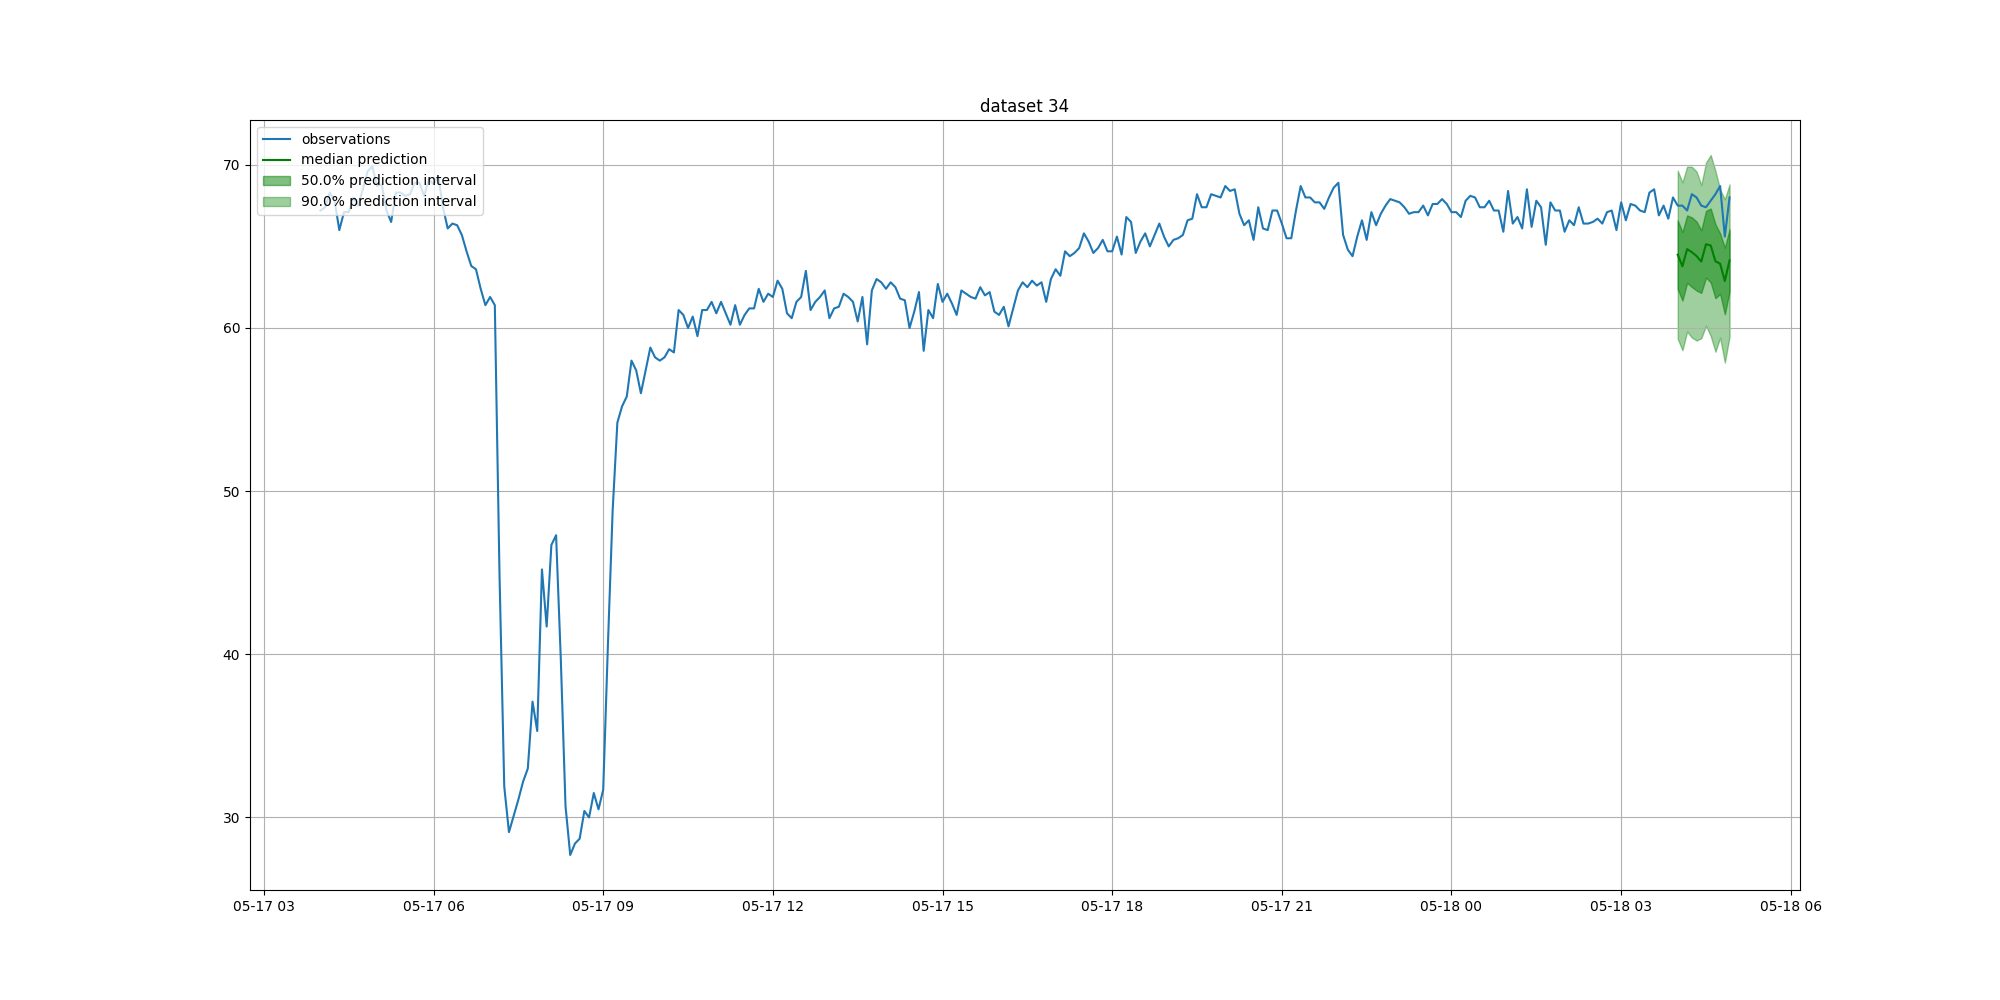 dataset 34
observations
median prediction
50.0% prediction interval
90.0% prediction interval
70
60
50
40
30
05-17 03 05-17 06 05-17 09 05-17 12 05-17 15 05-17 18 05-17 21 05-18 00 05-18 03 05-18 06